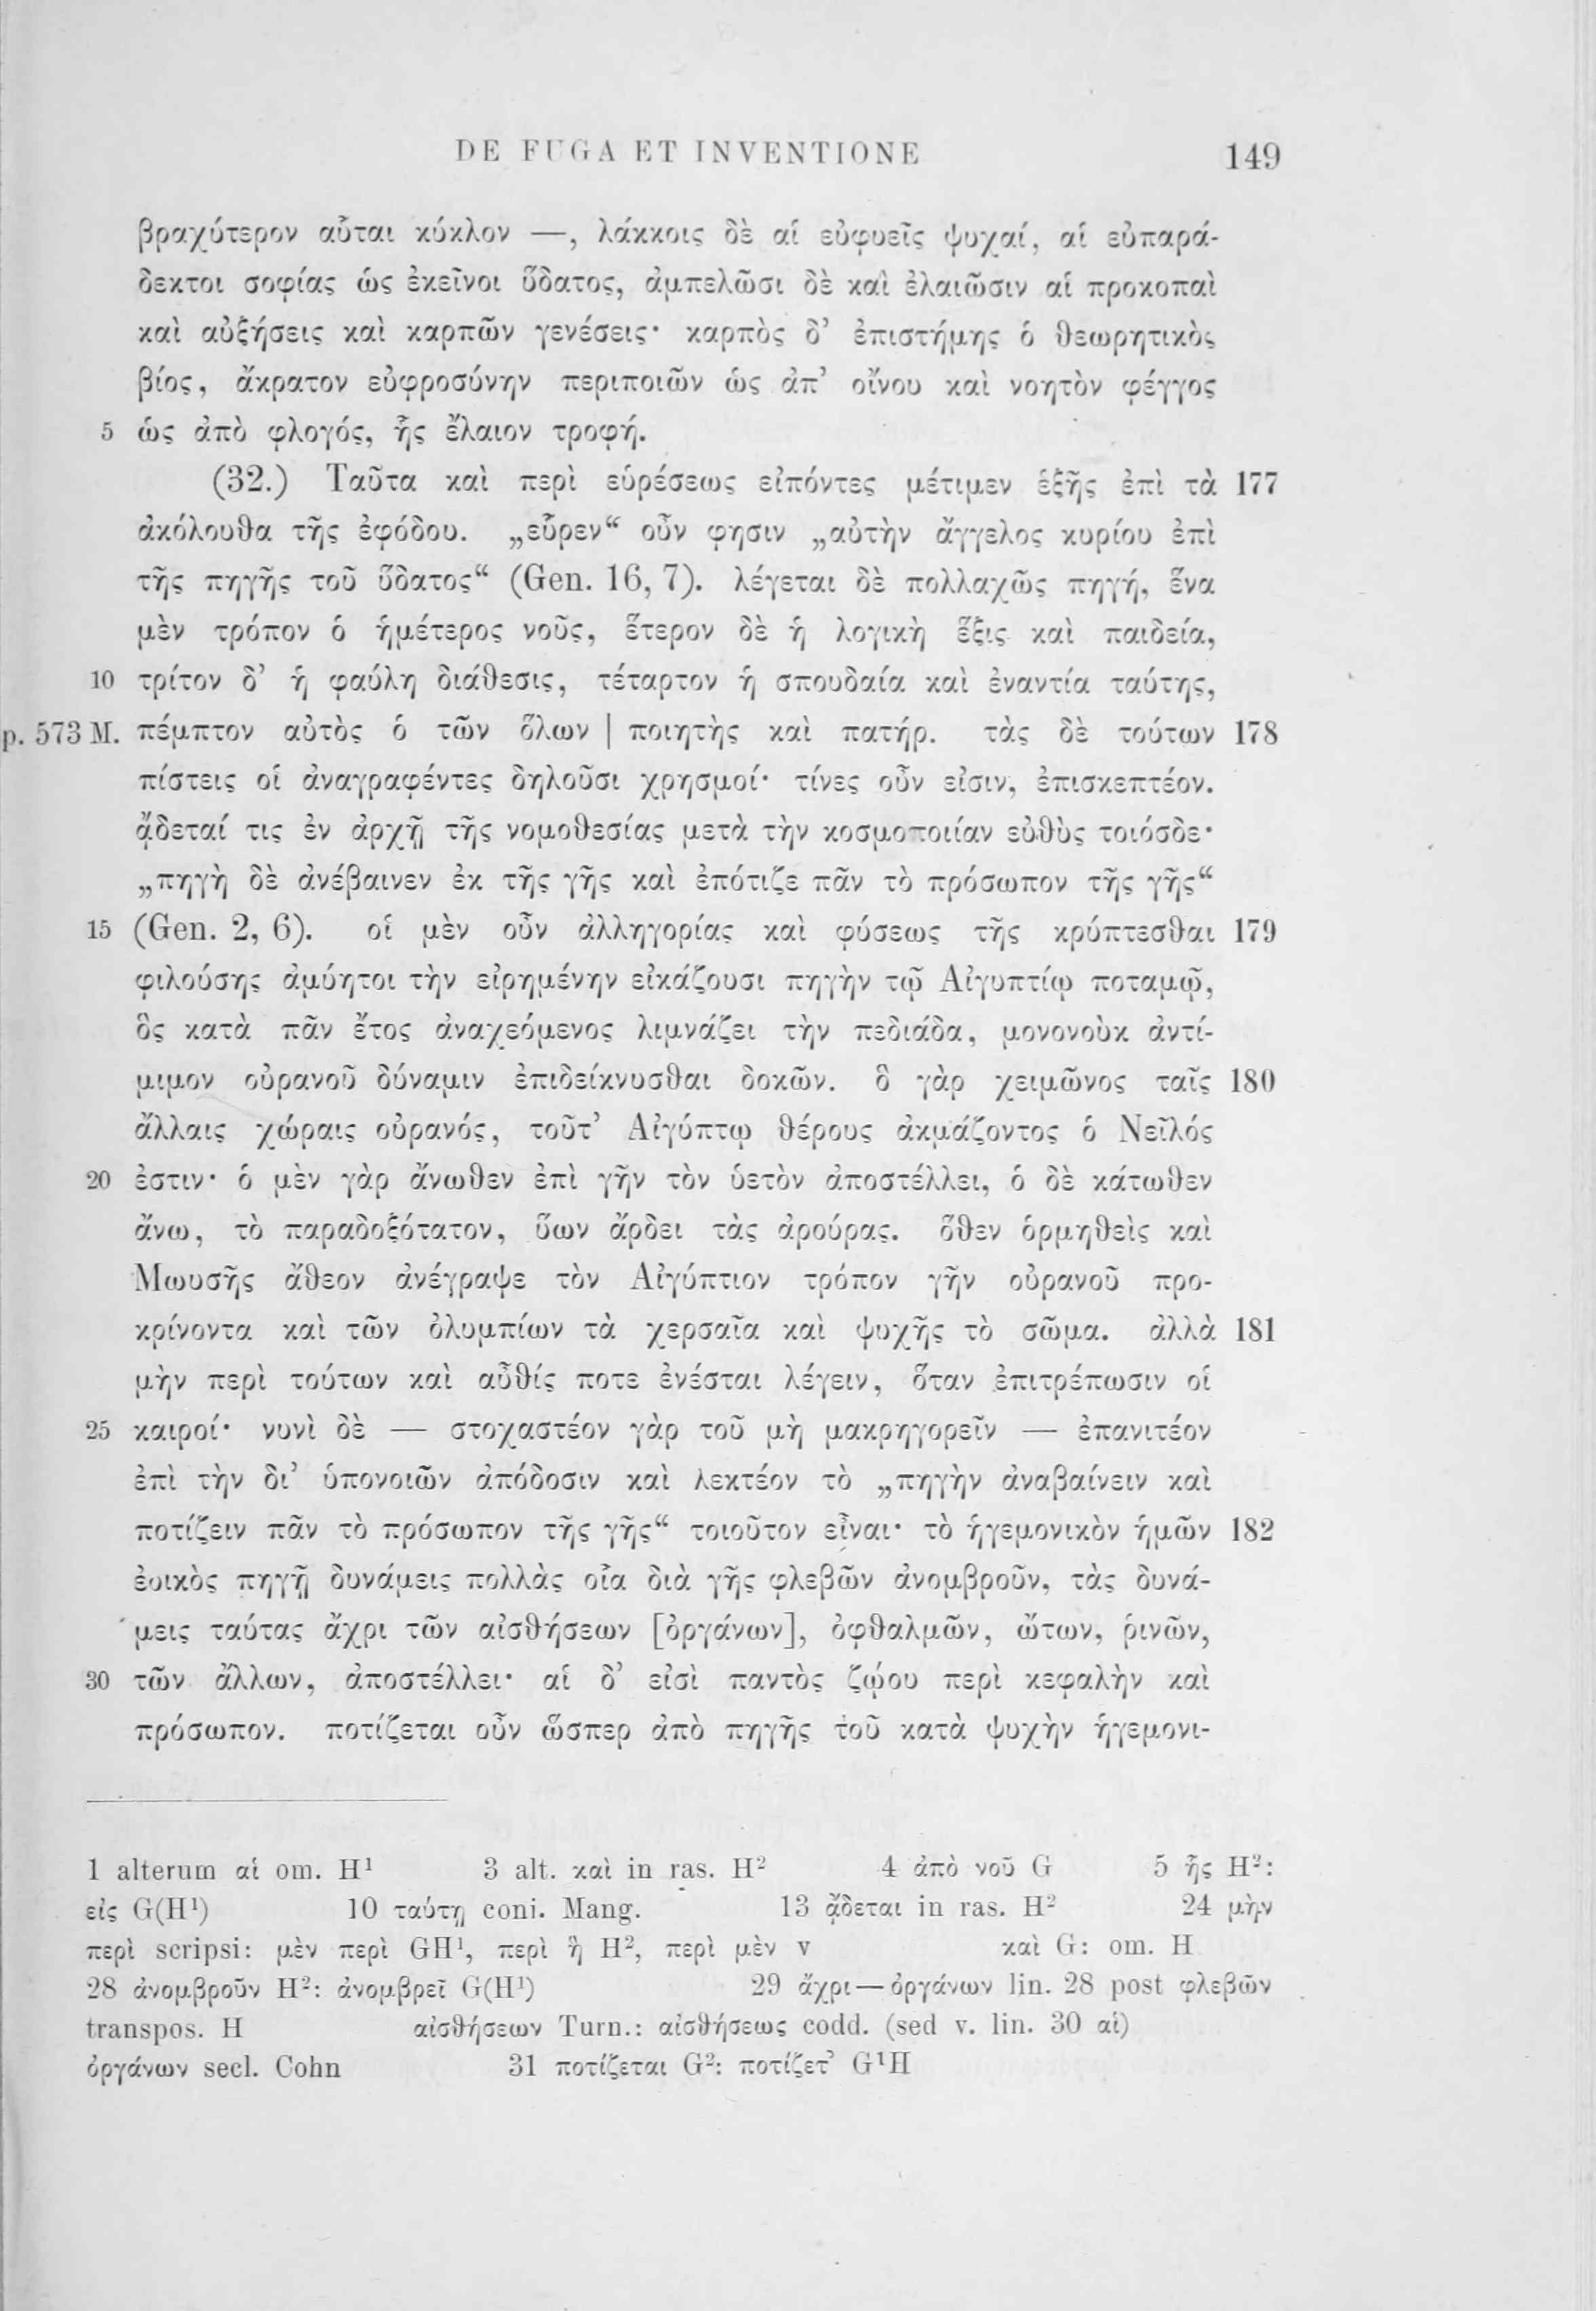 DE FUGA ET INVENTIONE 149
βραχύτερον αὗται κύκλον —, λάκκοις δὲ αἱ εὐφυεῖς ψυχαί, αἱ εὐπαρά-
δεκτοι σοφίας ὡς ἐκεῖνοι ὕδατος, ἀμπελῶσι δὲ καὶ ἐλαιῶσιν αἱ προκοπαὶ
καὶ αὐξήσεις καὶ καρπῶν γενέσεις· καρπὸς δ’ ἐπιστήμης ὁ θεωρητικὸς
βίος, ἄκρατον εὐφροσύνην περιποιῶν ὡς ἀπ’ οἴνου καὶ νοητὸν φέγγος
5 ὡς ἀπὸ φλογός, ἧς ἔλαιον τροφή.
(32.) Ταῦτα καὶ περὶ εὑρέσεως εἰπόντες μέτιμεν ἑξῆς ἐπὶ τὰ 177
ἀκόλουθα τῆς ἐφόδου. „εὗρεν“ οὖν φησιν „αὐτὴν ἄγγελος κυρίου ἐπὶ
τῆς πηγῆς τοῦ ὕδατος“ (Gen. 16, 7). λέγεται δὲ πολλαχῶς πηγή, ἕνα
μὲν τρόπον ὁ ἡμέτερος νοῦς, ἕτερον δὲ ἡ λογικὴ ἕξις καὶ παιδεία,
10 τρίτον δ’ ἡ φαύλη διάθεσις, τέταρτον ἡ σπουδαία καὶ ἐναντία ταύτης,
p. 573 M. πέμπτον αὐτὸς ὁ τῶν ὅλων | ποιητὴς καὶ πατήρ. τὰς δὲ τούτων 178
πίστεις οἱ ἀναγραφέντες δηλοῦσι χρησμοί· τίνες οὖν εἰσιν, ἐπισκεπτέον.
ᾄδεταί τις ἐν ἀρχῇ τῆς νομοθεσίας μετὰ τὴν κοσμοποιίαν εὐθὺς τοιόσδε·
„πηγὴ δὲ ἀνέβαινεν ἐκ τῆς γῆς καὶ ἐπότιζε πᾶν τὸ πρόσωπον τῆς γῆς“
15 (Gen. 2, 6). οἱ μὲν οὖν ἀλληγορίας καὶ φύσεως τῆς κρύπτεσθαι 179
φιλούσης ἀμύητοι τὴν εἰρημένην εἰκάζουσι πηγὴν τῷ Αἰγυπτίῳ ποταμῷ,
ὃς κατὰ πᾶν ἔτος ἀναχεόμενος λιμνάζει τὴν πεδιάδα, μονονοὺκ ἀντί-
μιμον οὐρανοῦ δύναμιν ἐπιδείκνυσθαι δοκῶν. ὃ γὰρ χειμῶνος ταῖς 180
ἄλλαις χώραις οὐρανός, τοῦτ’ Αἰγύπτῳ θέρους ἀκμάζοντος ὁ Νεῖλός
20 ἐστιν· ὁ μὲν γὰρ ἄνωθεν ἐπὶ γῆν τὸν ὑετὸν ἀποστέλλει, ὁ δὲ κάτωθεν
ἄνω, τὸ παραδοξότατον, ὕων ἄρδει τὰς ἀρούρας. ὅθεν ὁρμηθεὶς καὶ
Μωυσῆς ἄθεον ἀνέγραψε τὸν Αἰγύπτιον τρόπον γῆν οὐρανοῦ προ-
κρίνοντα καὶ τῶν ὀλυμπίων τὰ χερσαῖα καὶ ψυχῆς τὸ σῶμα. ἀλλὰ 181
μὴν περὶ τούτων καὶ αὖθίς ποτε ἐνέσται λέγειν, ὅταν ἐπιτρέπωσιν οἱ
25 καιροί· νυνὶ δὲ — στοχαστέον γὰρ τοῦ μὴ μακρηγορεῖν — ἐπανιτέον
ἐπὶ τὴν δι’ ὑπονοιῶν ἀπόδοσιν καὶ λεκτέον τὸ „πηγὴν ἀναβαίνειν καὶ
ποτίζειν πᾶν τὸ πρόσωπον τῆς γῆς“ τοιοῦτον εἶναι· τὸ ἡγεμονικὸν ἡμῶν 182
ἐοικὸς πηγῇ δυνάμεις πολλὰς οἷα διὰ γῆς φλεβῶν ἀνομβροῦν, τὰς δυνά-
μεις ταύτας ἄχρι τῶν αἰσθήσεων [ὀργάνων], ὀφθαλμῶν, ὤτων, ῥινῶν,
30 τῶν ἄλλων, ἀποστέλλει· αἱ δ’ εἰσὶ παντὸς ζῴου περὶ κεφαλὴν καὶ
πρόσωπον. ποτίζεται οὖν ὥσπερ ἀπὸ πηγῆς τοῦ κατὰ ψυχὴν ἡγεμονι-
1 alterum αἱ om. H¹ 3 alt. καὶ in ras. H² 4 ἀπὸ νοῦ G 5 ἧς H²:
εἰς G(H¹) 10 ταύτῃ coni. Mang. 13 ᾄδεται in ras. H² 24 μὴν
περὶ scripsi: μὲν περὶ GH¹, περὶ ἢ H², περὶ μὲν v καὶ G: om. H
28 ἀνομβροῦν H²: ἀνομβρεῖ G(H¹) 29 ἄχρι — ὀργάνων lin. 28 post φλεβῶν
transpos. H αἰσθήσεων Turn.: αἰσθήσεως codd. (sed v. lin. 30 αἱ)
ὀργάνων secl. Cohn 31 ποτίζεται G²: ποτίζετ’ G¹H